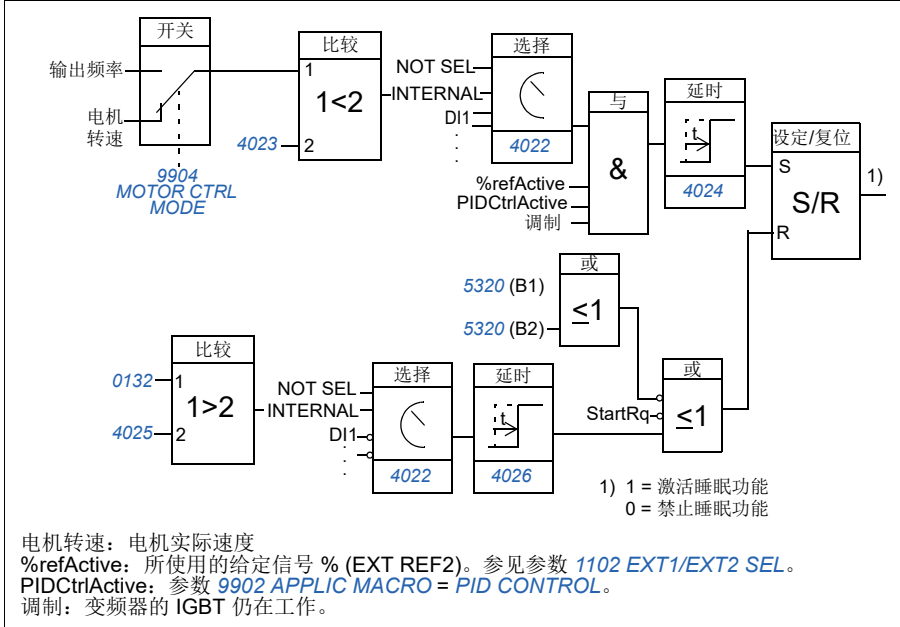 开关
输出频率
电机
转速
9904
MOTOR CTRL
MODE
比较
1
1<2
4023
2
选择
NOT SEL
INTERNAL
DI1
.
.
4022
与
&
%refActive
PIDCtrlActive
调制
延时
t
4024
设定/复位
S
S/R
R
1)
或
5320 (B1)
≤1
5320 (B2)
比较
0132
1
1>2
4025
2
选择
NOT SEL
INTERNAL
DI1
.
.
4022
延时
t
4026
或
StartRq
≤1
1) 1 = 激活睡眠功能
0 = 禁止睡眠功能
电机转速：电机实际速度
%refActive：所使用的给定信号 % (EXT REF2)。参见参数 1102 EXT1/EXT2 SEL。
PIDCtrlActive：参数 9902 APPLIC MACRO = PID CONTROL。
调制：变频器的 IGBT 仍在工作。